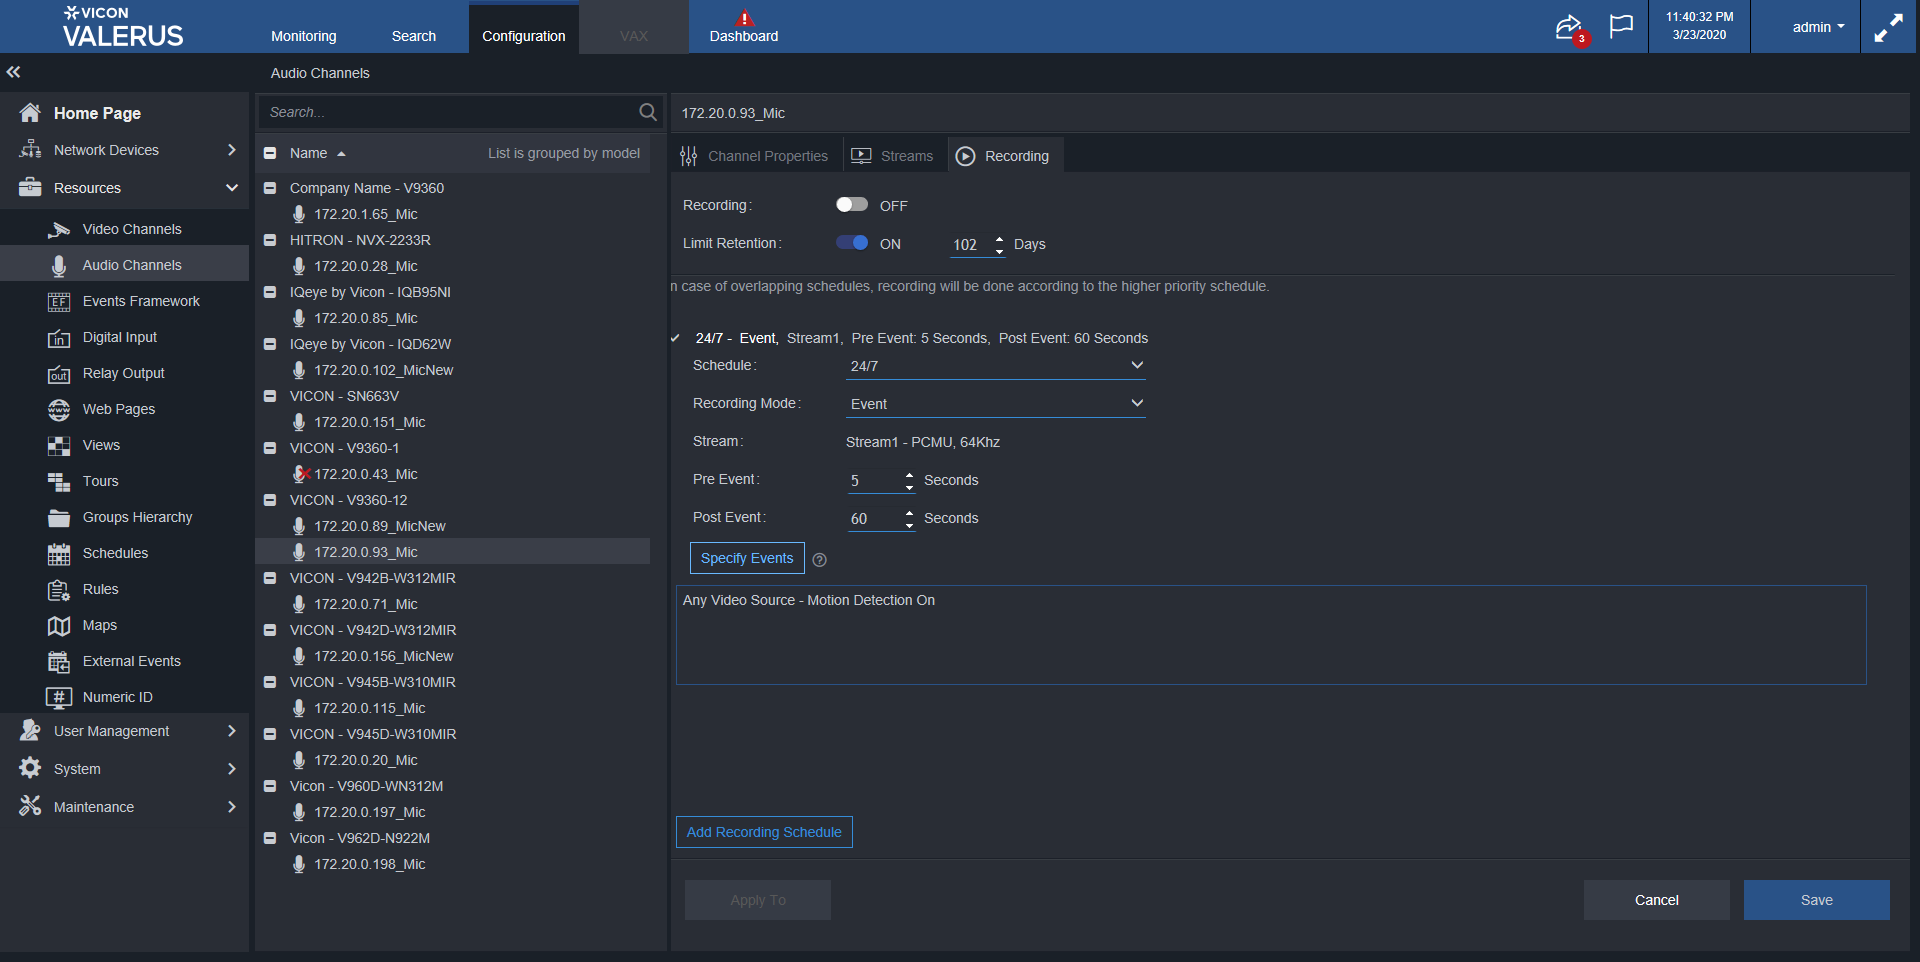 VICON
VALERUS
Monitoring
Search
Configuration
VAX
Dashboard
3
11:40:32 PM
3/23/2020
admin
Audio Channels
Home Page
Network Devices
Resources
Video Channels
Audio Channels
EF Events Framework
in Digital Input
out Relay Output
www Web Pages
Views
Tours
Groups Hierarchy
Schedules
Rules
Maps
External Events
# Numeric ID
User Management
System
Maintenance
Search...
Name
List is grouped by model
Company Name - V9360
172.20.1.65_Mic
HITRON - NVX-2233R
172.20.0.28_Mic
IQeye by Vicon - IQB95NI
172.20.0.85_Mic
IQeye by Vicon - IQD62W
172.20.0.102_MicNew
VICON - SN663V
172.20.0.151_Mic
VICON - V9360-1
172.20.0.43_Mic
VICON - V9360-12
172.20.0.89_MicNew
172.20.0.93_Mic
VICON - V942B-W312MIR
172.20.0.71_Mic
VICON - V942D-W312MIR
172.20.0.156_MicNew
VICON - V945B-W310MIR
172.20.0.115_Mic
VICON - V945D-W310MIR
172.20.0.20_Mic
Vicon - V960D-WN312M
172.20.0.197_Mic
Vicon - V962D-N922M
172.20.0.198_Mic
172.20.0.93_Mic
Channel Properties
Streams
Recording
Recording: OFF
Limit Retention: ON 102 Days
n case of overlapping schedules, recording will be done according to the higher priority schedule.
24/7 - Event, Stream1, Pre Event: 5 Seconds, Post Event: 60 Seconds
Schedule: 24/7
Recording Mode: Event
Stream: Stream1 - PCMU, 64Khz
Pre Event: 5 Seconds
Post Event: 60 Seconds
Specify Events ?
Any Video Source - Motion Detection On
Add Recording Schedule
Apply To
Cancel
Save